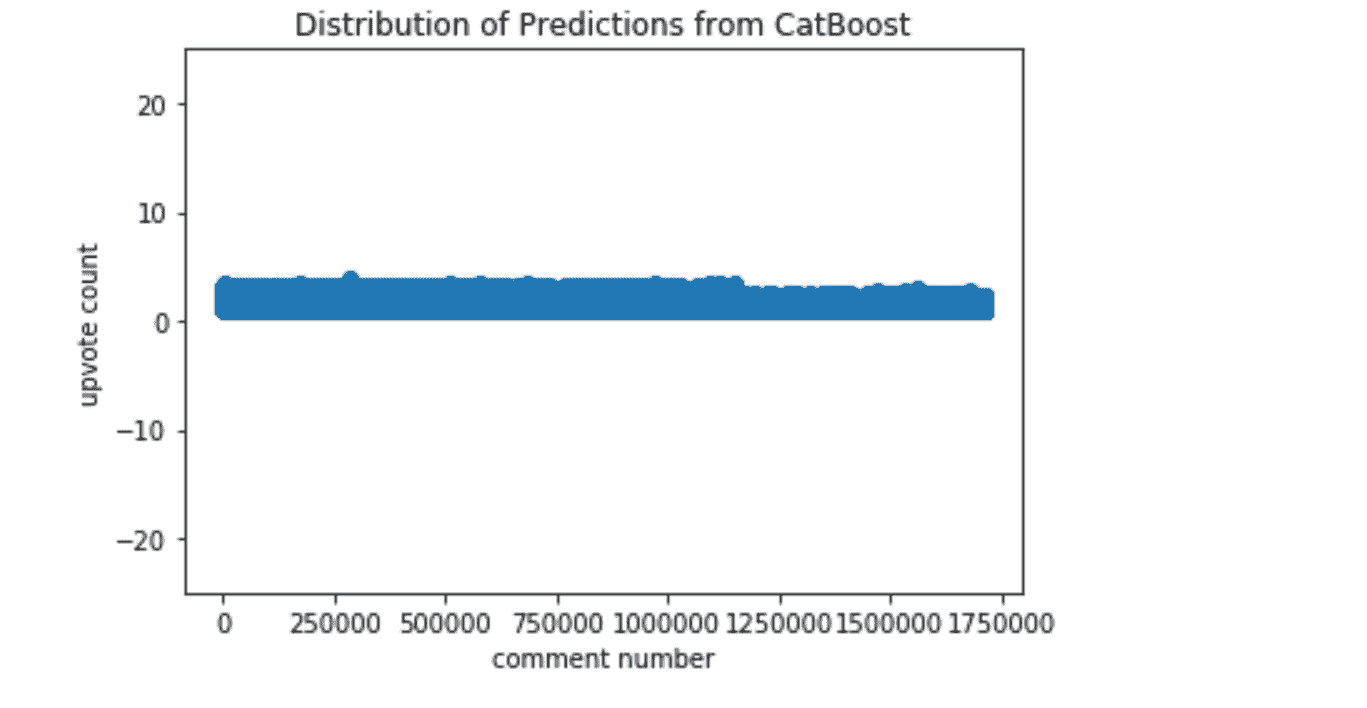 Distribution of Predictions from CatBoost
20
10
0
−10
−20
upvote count
0 250000 500000 750000 1000000 1250000 1500000 1750000
comment number